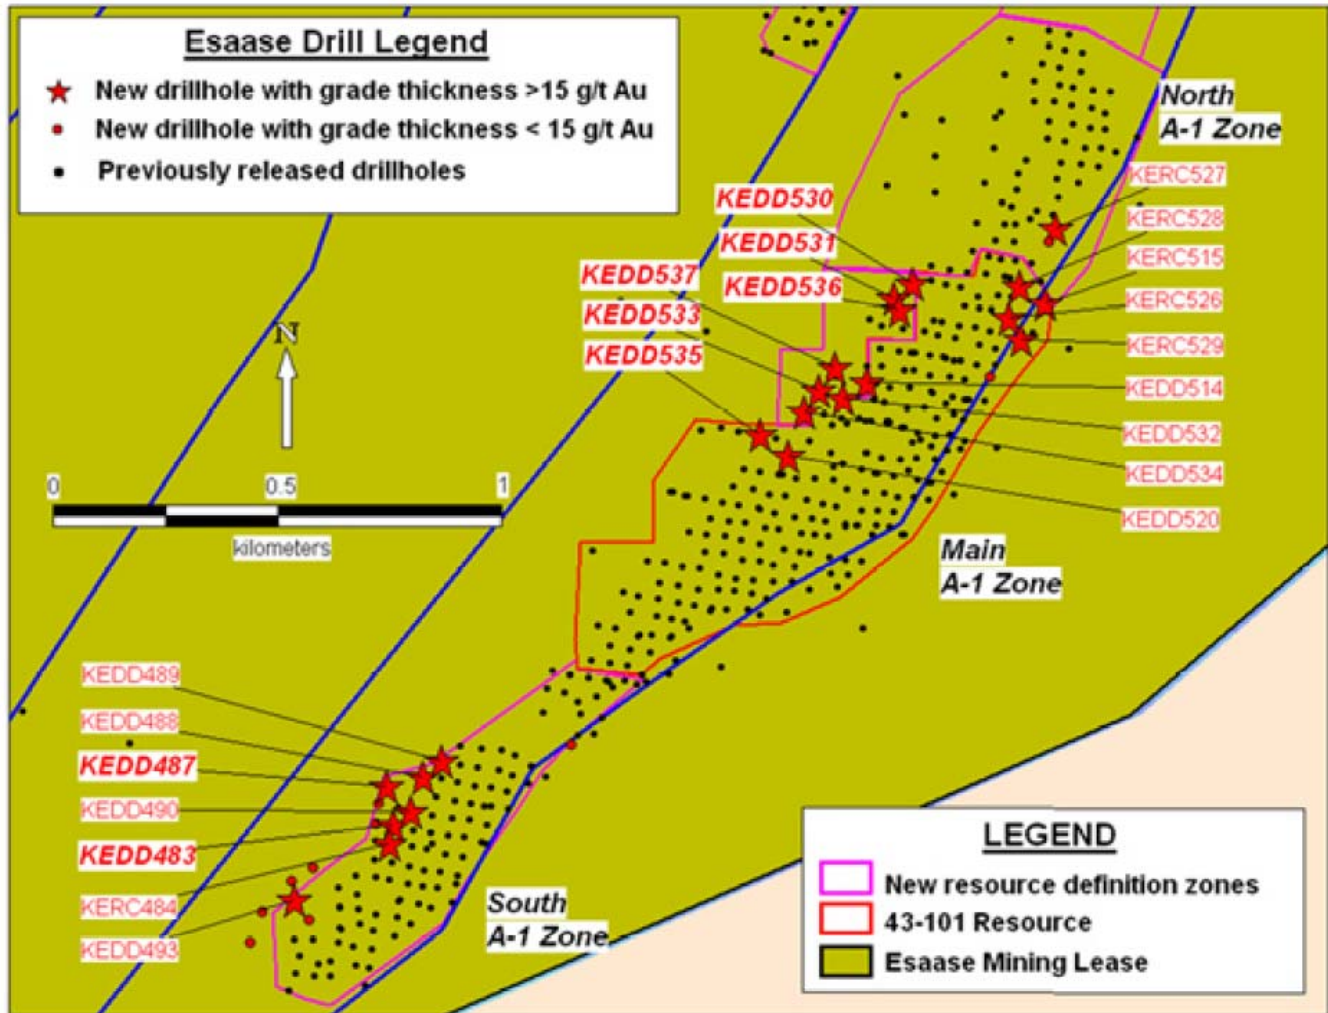 Esaase Drill Legend
New drillhole with grade thickness >15 g/t Au
New drillhole with grade thickness < 15 g/t Au
Previously released drillholes
North
A-1 Zone
KERC527
KEDD530
KERC528
KEDD531
KERC515
KEDD537
KEDD536
KERC526
KEDD533
KERC529
KEDD535
KEDD514
KEDD532
KEDD534
KEDD520
N
0 0.5 1
kilometers
Main
A-1 Zone
KEDD489
KEDD488
KEDD487
KEDD490
KEDD483
KERC484
KEDD493
South
A-1 Zone
LEGEND
New resource definition zones
43-101 Resource
Esaase Mining Lease